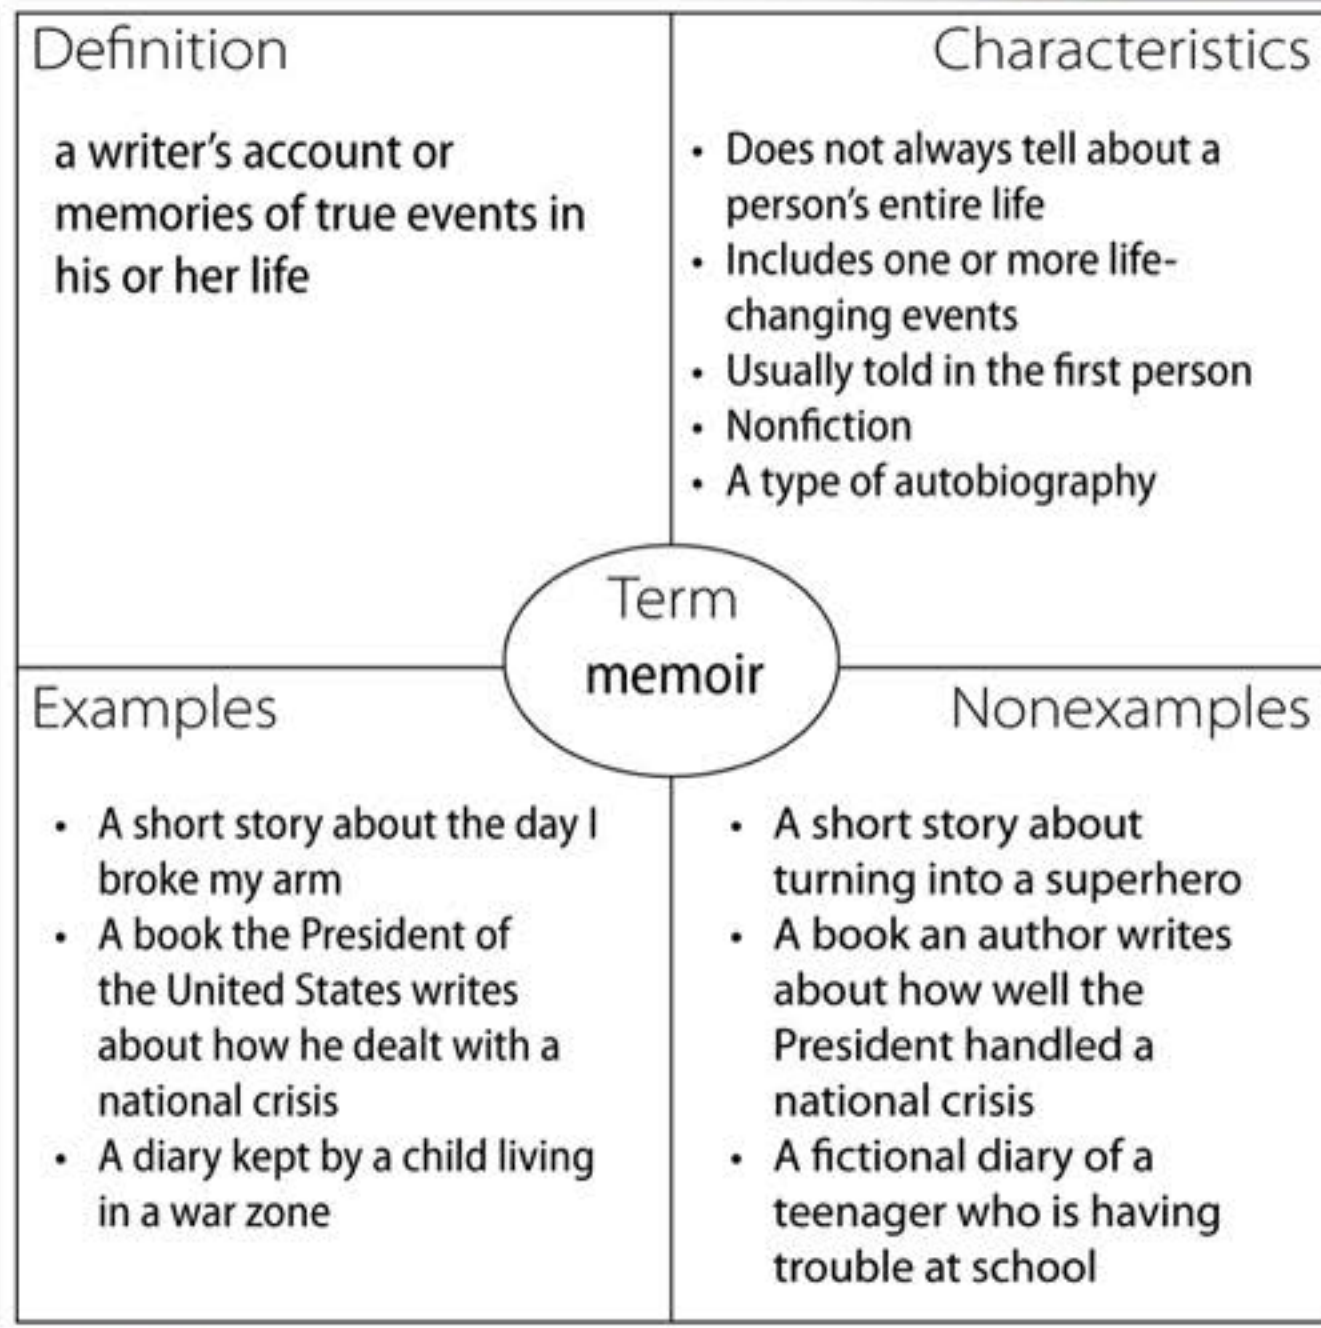 Definition
a writer’s account or
memories of true events in
his or her life
Characteristics
• Does not always tell about a
person’s entire life
• Includes one or more life-
changing events
• Usually told in the first person
• Nonfiction
• A type of autobiography
Term
memoir
Examples
• A short story about the day I
broke my arm
• A book the President of
the United States writes
about how he dealt with a
national crisis
• A diary kept by a child living
in a war zone
Nonexamples
• A short story about
turning into a superhero
• A book an author writes
about how well the
President handled a
national crisis
• A fictional diary of a
teenager who is having
trouble at school